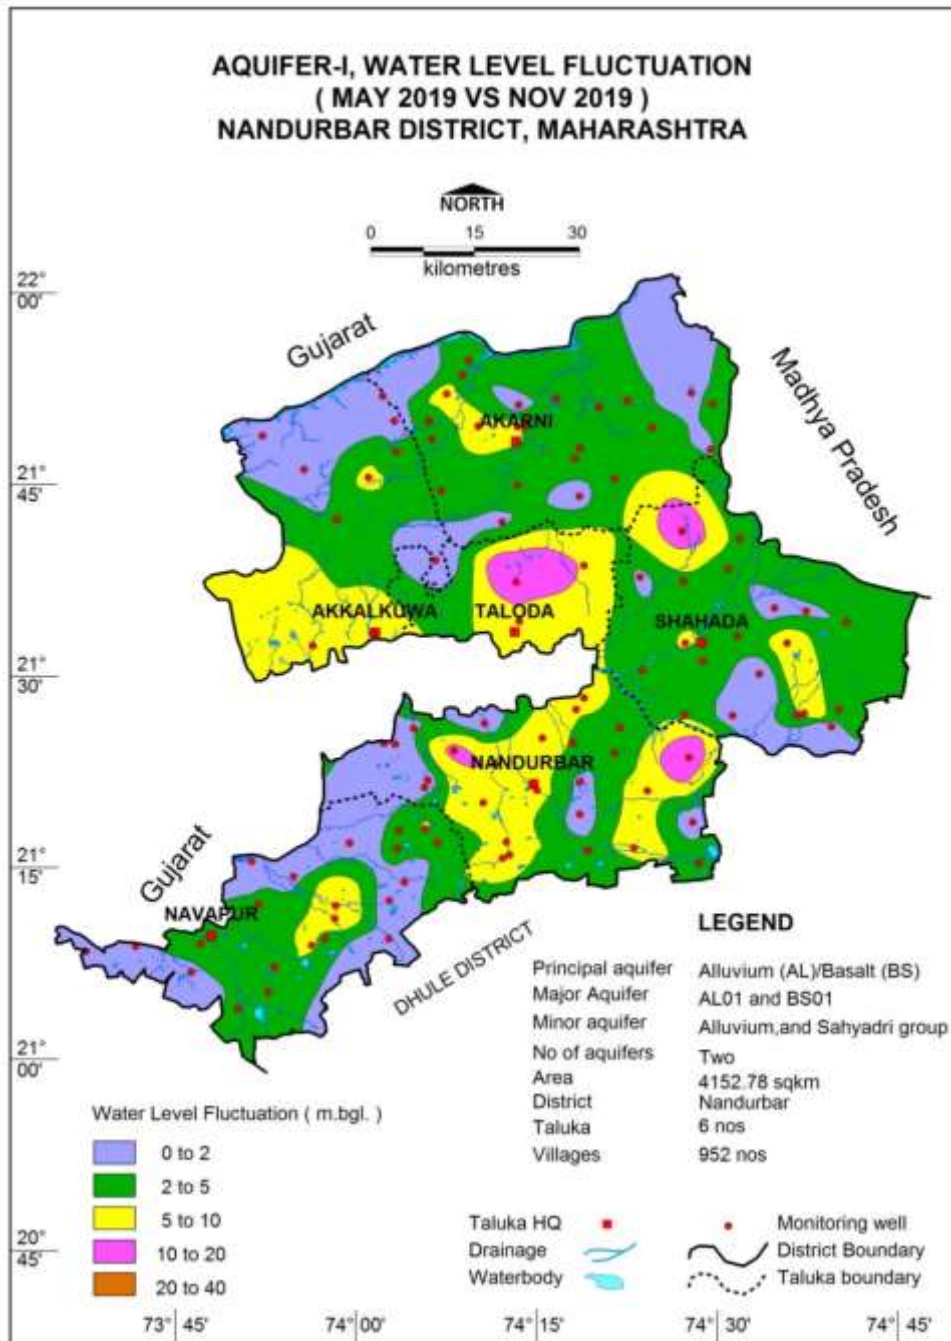 AQUIFER-I, WATER LEVEL FLUCTUATION
( MAY 2019 VS NOV 2019 )
NANDURBAR DISTRICT, MAHARASHTRA
NORTH
0 15 30
kilometres
22° 00'
Gujarat
Madhya Pradesh
AKARNI
21° 45'
AKKALKUWA
TALODA
SHAHADA
21° 30'
NANDURBAR
21° 15'
Gujarat
NAVAPUR
DHULE DISTRICT
LEGEND
Principal aquifer Alluvium (AL)/Basalt (BS)
Major Aquifer AL01 and BS01
Minor aquifer Alluvium,and Sahyadri group
No of aquifers Two
Area 4152.78 sqkm
District Nandurbar
Taluka 6 nos
Villages 952 nos
21° 00'
Water Level Fluctuation ( m.bgl. )
0 to 2
2 to 5
5 to 10
10 to 20
20 to 40
Taluka HQ Monitoring well
Drainage District Boundary
Waterbody Taluka boundary
20° 45'
73° 45' 74° 00' 74° 15' 74° 30' 74° 45'